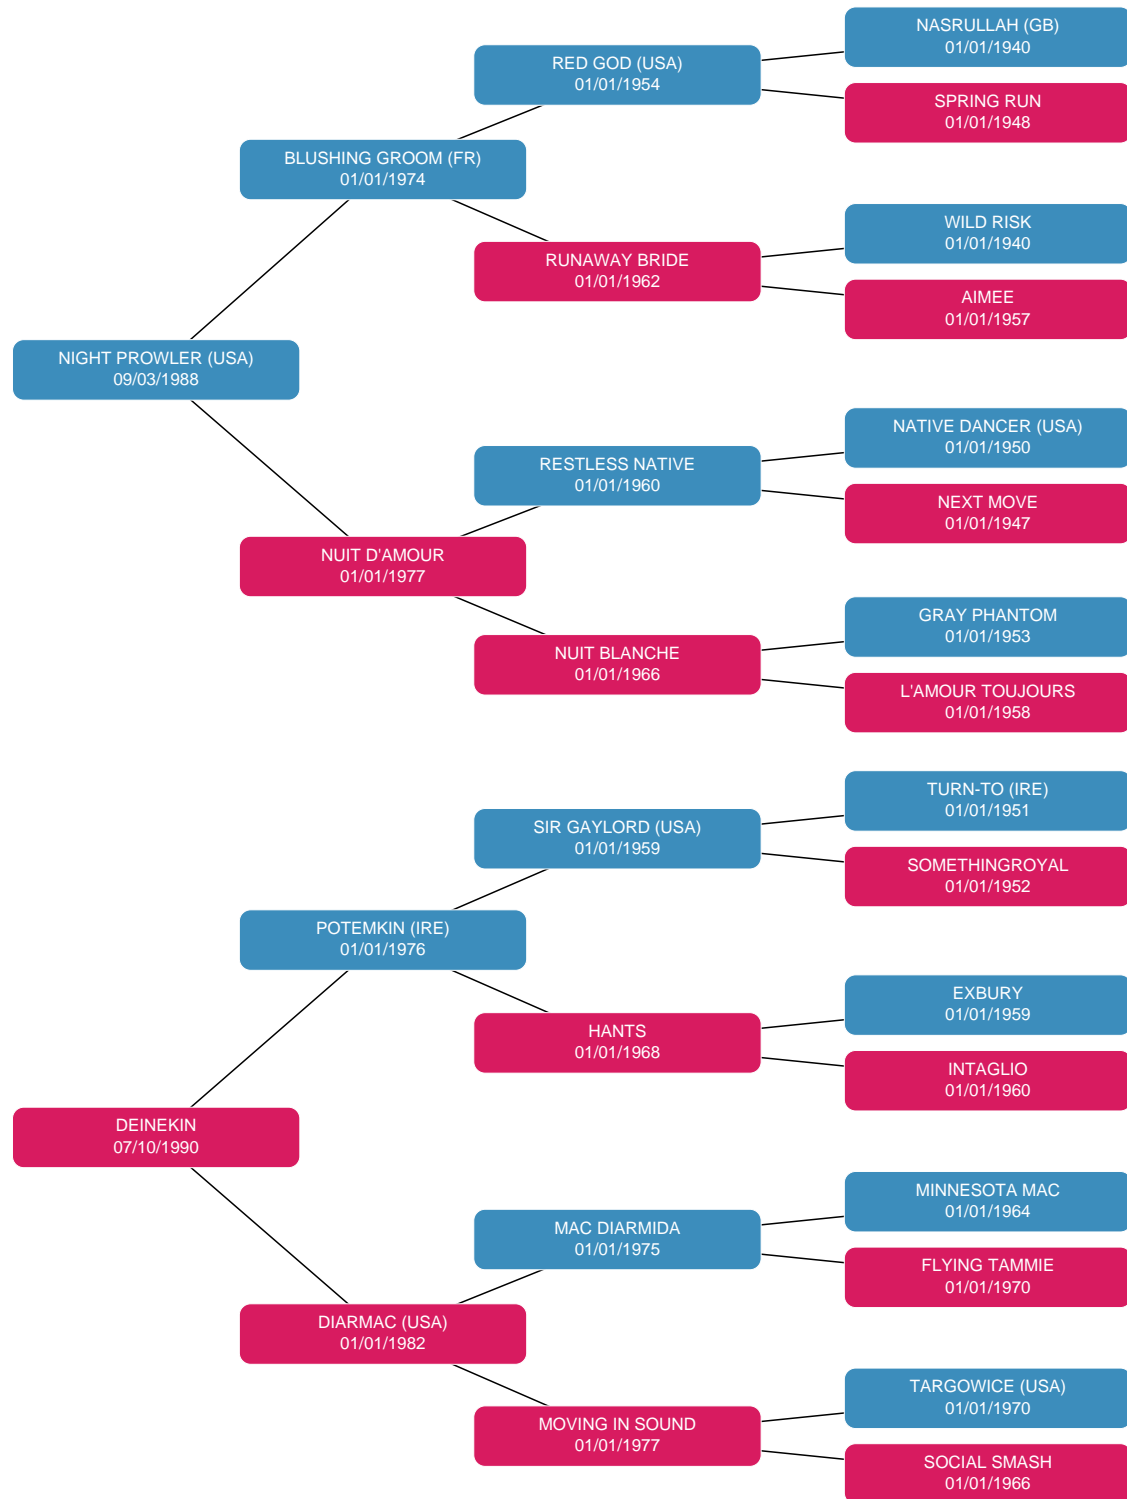 NASRULLAH (GB)
01/01/1940
RED GOD (USA)
01/01/1954
SPRING RUN
01/01/1948
BLUSHING GROOM (FR)
01/01/1974
WILD RISK
01/01/1940
RUNAWAY BRIDE
01/01/1962
AIMEE
01/01/1957
NIGHT PROWLER (USA)
09/03/1988
NATIVE DANCER (USA)
01/01/1950
RESTLESS NATIVE
01/01/1960
NEXT MOVE
01/01/1947
NUIT D'AMOUR
01/01/1977
GRAY PHANTOM
01/01/1953
NUIT BLANCHE
01/01/1966
L'AMOUR TOUJOURS
01/01/1958
TURN-TO (IRE)
01/01/1951
SIR GAYLORD (USA)
01/01/1959
SOMETHINGROYAL
01/01/1952
POTEMKIN (IRE)
01/01/1976
EXBURY
01/01/1959
HANTS
01/01/1968
INTAGLIO
01/01/1960
DEINEKIN
07/10/1990
MINNESOTA MAC
01/01/1964
MAC DIARMIDA
01/01/1975
FLYING TAMMIE
01/01/1970
DIARMAC (USA)
01/01/1982
TARGOWICE (USA)
01/01/1970
MOVING IN SOUND
01/01/1977
SOCIAL SMASH
01/01/1966